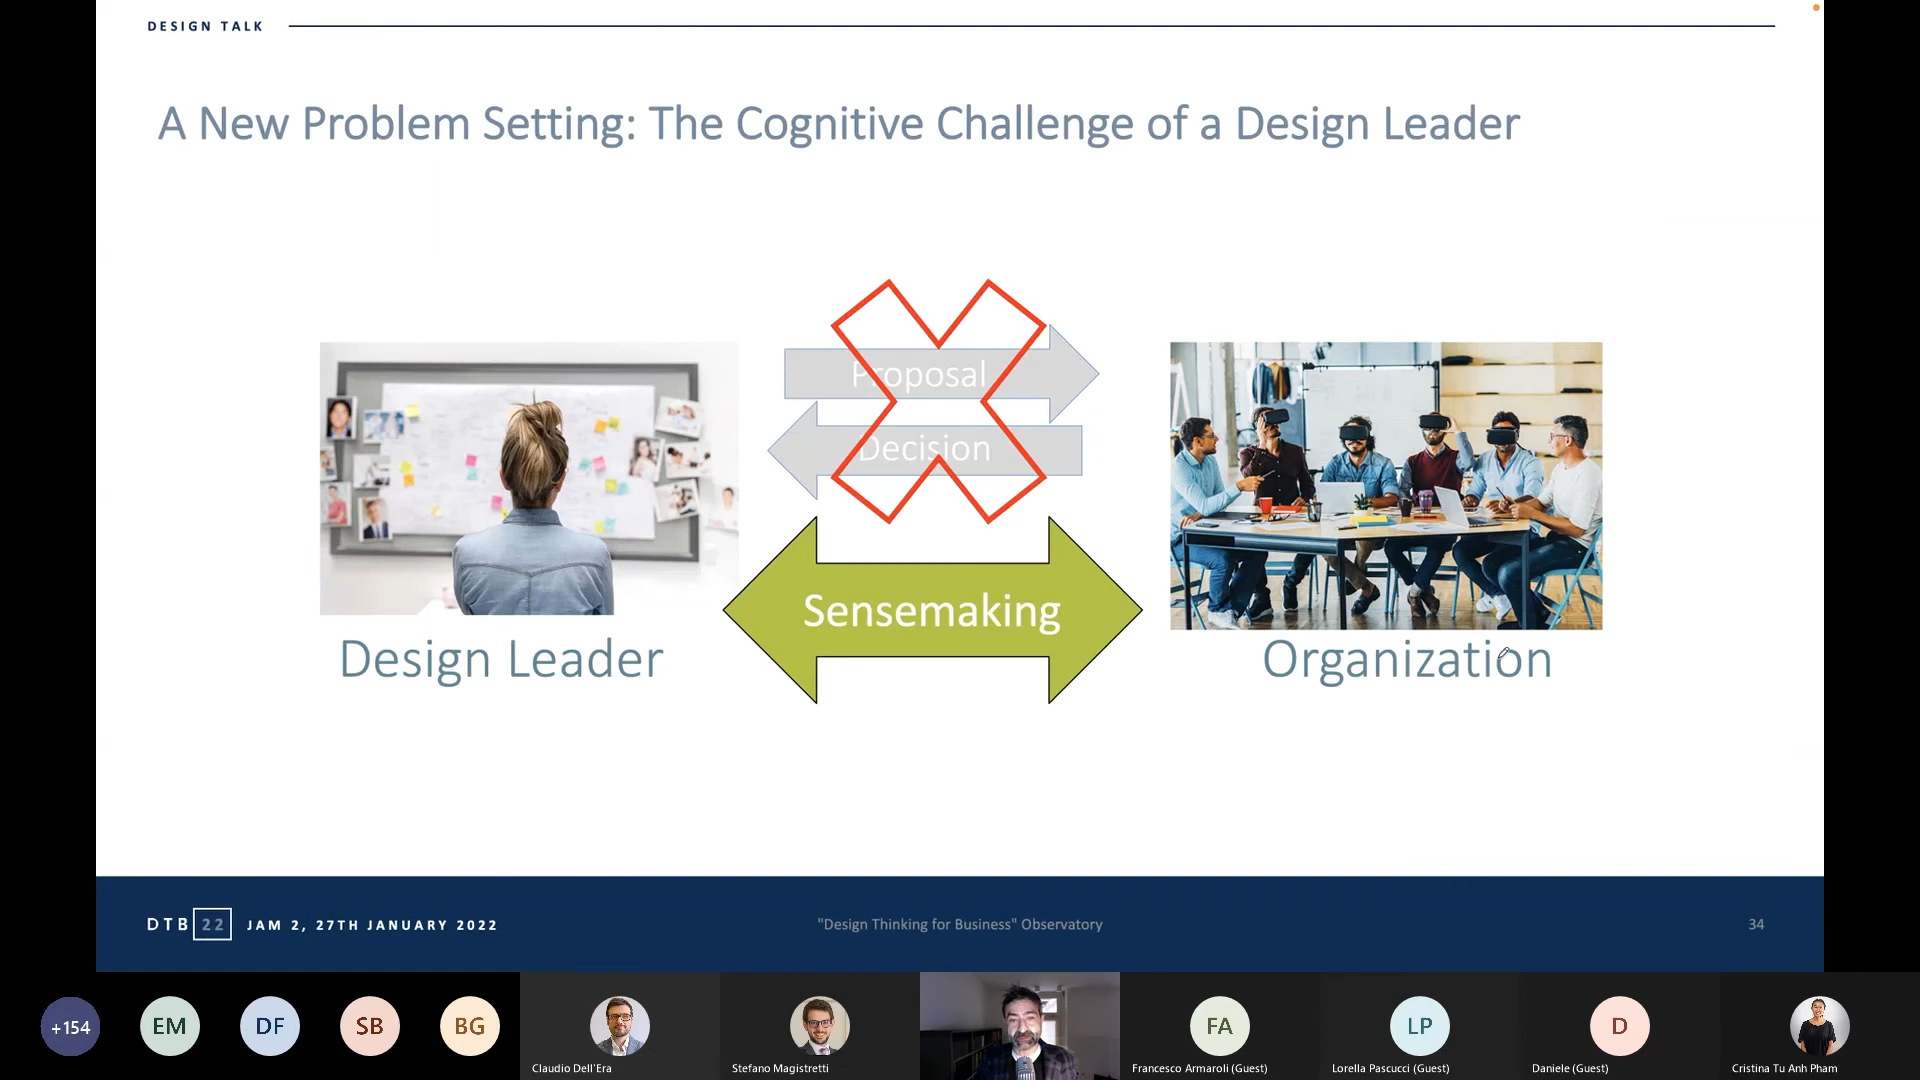 DESIGN TALK
A New Problem Setting: The Cognitive Challenge of a Design Leader
Proposal
Decision
Sensemaking
Design Leader
Organization
DTB 22 JAM 2, 27TH JANUARY 2022
"Design Thinking for Business" Observatory
34
+154
EM
DF
SB
BG
Claudio Dell'Era
Stefano Magistretti
FA
Francesco Armaroli (Guest)
LP
Lorella Pascucci (Guest)
D
Daniele (Guest)
Cristina Tu Anh Pham